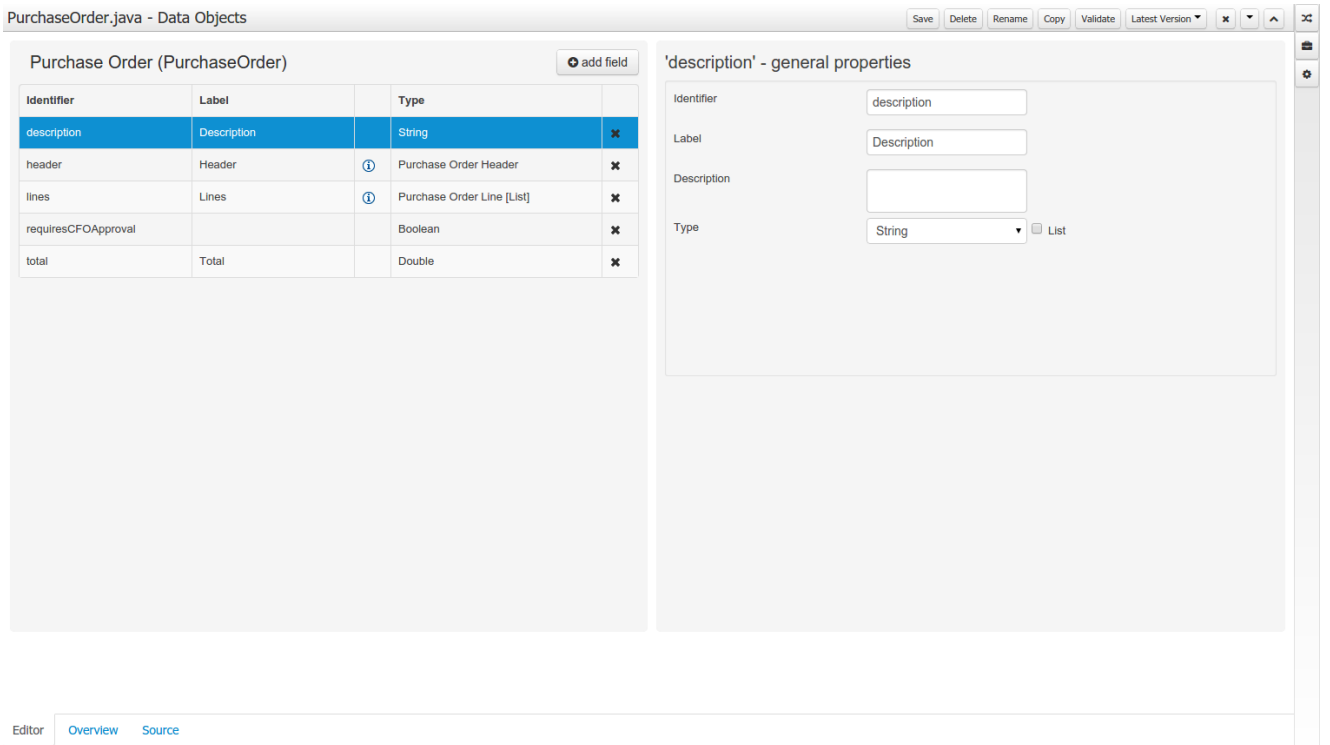 PurchaseOrder.java - Data Objects
Save Delete Rename Copy Validate Latest Version
Purchase Order (PurchaseOrder)
add field
Identifier Label Type
description Description String
header Header Purchase Order Header
lines Lines Purchase Order Line [List]
requiresCFOApproval Boolean
total Total Double
'description' - general properties
Identifier description
Label Description
Description
Type String List
Editor Overview Source